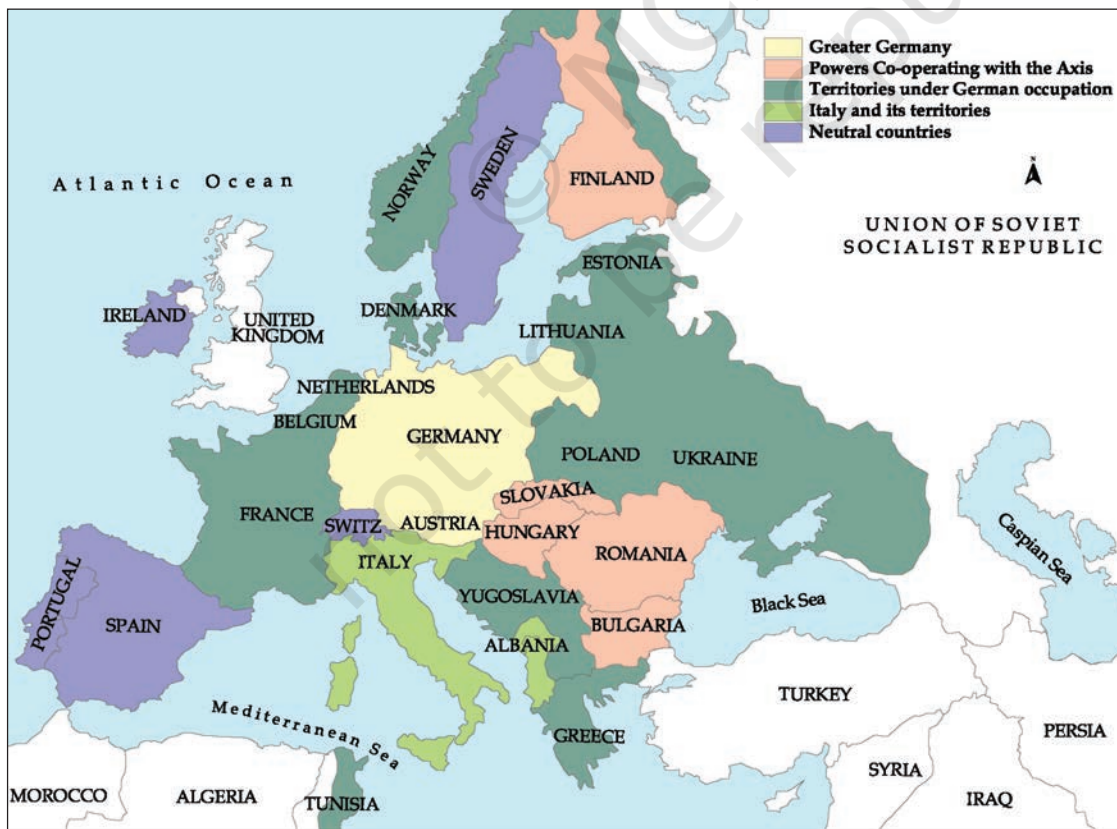 Greater Germany
Powers Co-operating with the Axis
Territories under German occupation
Italy and its territories
Neutral countries
N
UNION OF SOVIET
SOCIALIST REPUBLIC
Atlantic Ocean
NORWAY
SWEDEN
FINLAND
ESTONIA
IRELAND
UNITED
KINGDOM
DENMARK
LITHUANIA
NETHERLANDS
BELGIUM
GERMANY
POLAND
UKRAINE
SLOVAKIA
FRANCE
SWITZ
AUSTRIA
HUNGARY
ROMANIA
ITALY
Caspian Sea
PORTUGAL
SPAIN
YUGOSLAVIA
Black Sea
BULGARIA
ALBANIA
Mediterranean Sea
GREECE
TURKEY
PERSIA
SYRIA
IRAQ
MOROCCO
ALGERIA
TUNISIA
not to be